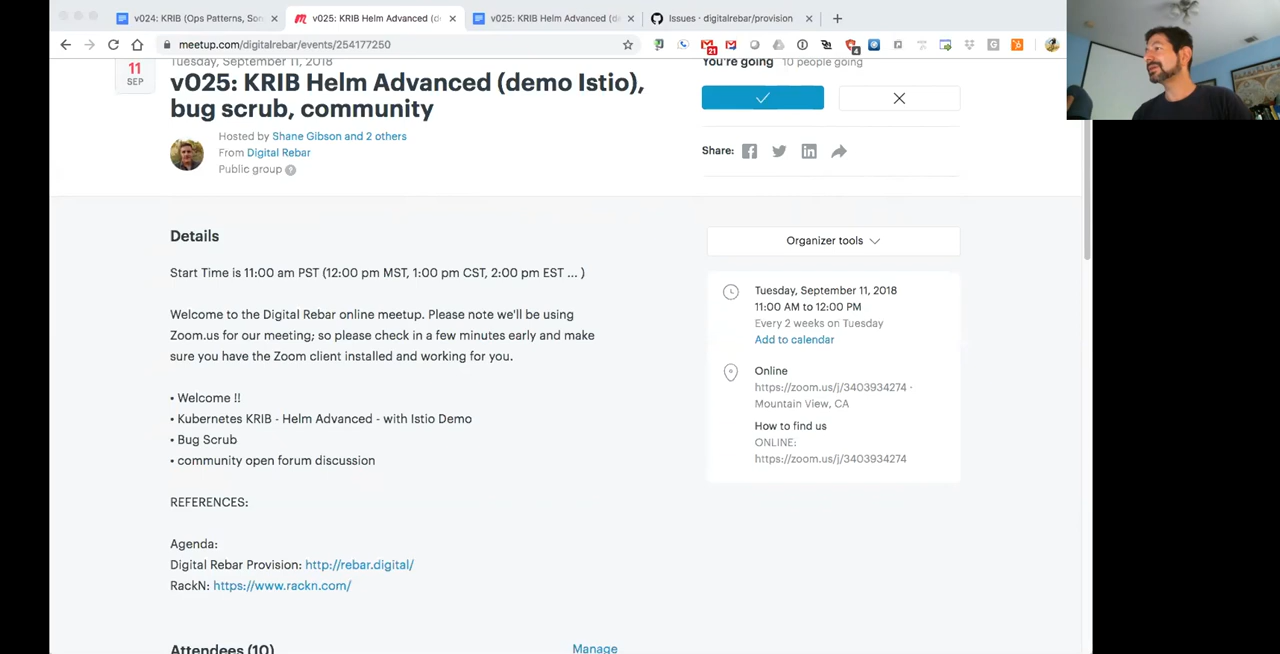 v024: KRIB (Ops Patterns, Son
v025: KRIB Helm Advanced (d
v025: KRIB Helm Advanced (d
Issues · digitalrebar/provision
meetup.com/digitalrebar/events/254177250
21
4
11
SEP
Tuesday, September 11, 2018
v025: KRIB Helm Advanced (demo Istio),
bug scrub, community
Hosted by Shane Gibson and 2 others
From Digital Rebar
Public group ?
You're going 10 people going
Share:
Details
Start Time is 11:00 am PST (12:00 pm MST, 1:00 pm CST, 2:00 pm EST ... )
Welcome to the Digital Rebar online meetup. Please note we'll be using
Zoom.us for our meeting; so please check in a few minutes early and make
sure you have the Zoom client installed and working for you.
• Welcome !!
• Kubernetes KRIB - Helm Advanced - with Istio Demo
• Bug Scrub
• community open forum discussion
REFERENCES:
Agenda:
Digital Rebar Provision: http://rebar.digital/
RackN: https://www.rackn.com/
Attendees (10)
Manage
Organizer tools
Tuesday, September 11, 2018
11:00 AM to 12:00 PM
Every 2 weeks on Tuesday
Add to calendar
Online
https://zoom.us/j/3403934274 ·
Mountain View, CA
How to find us
ONLINE:
https://zoom.us/j/3403934274